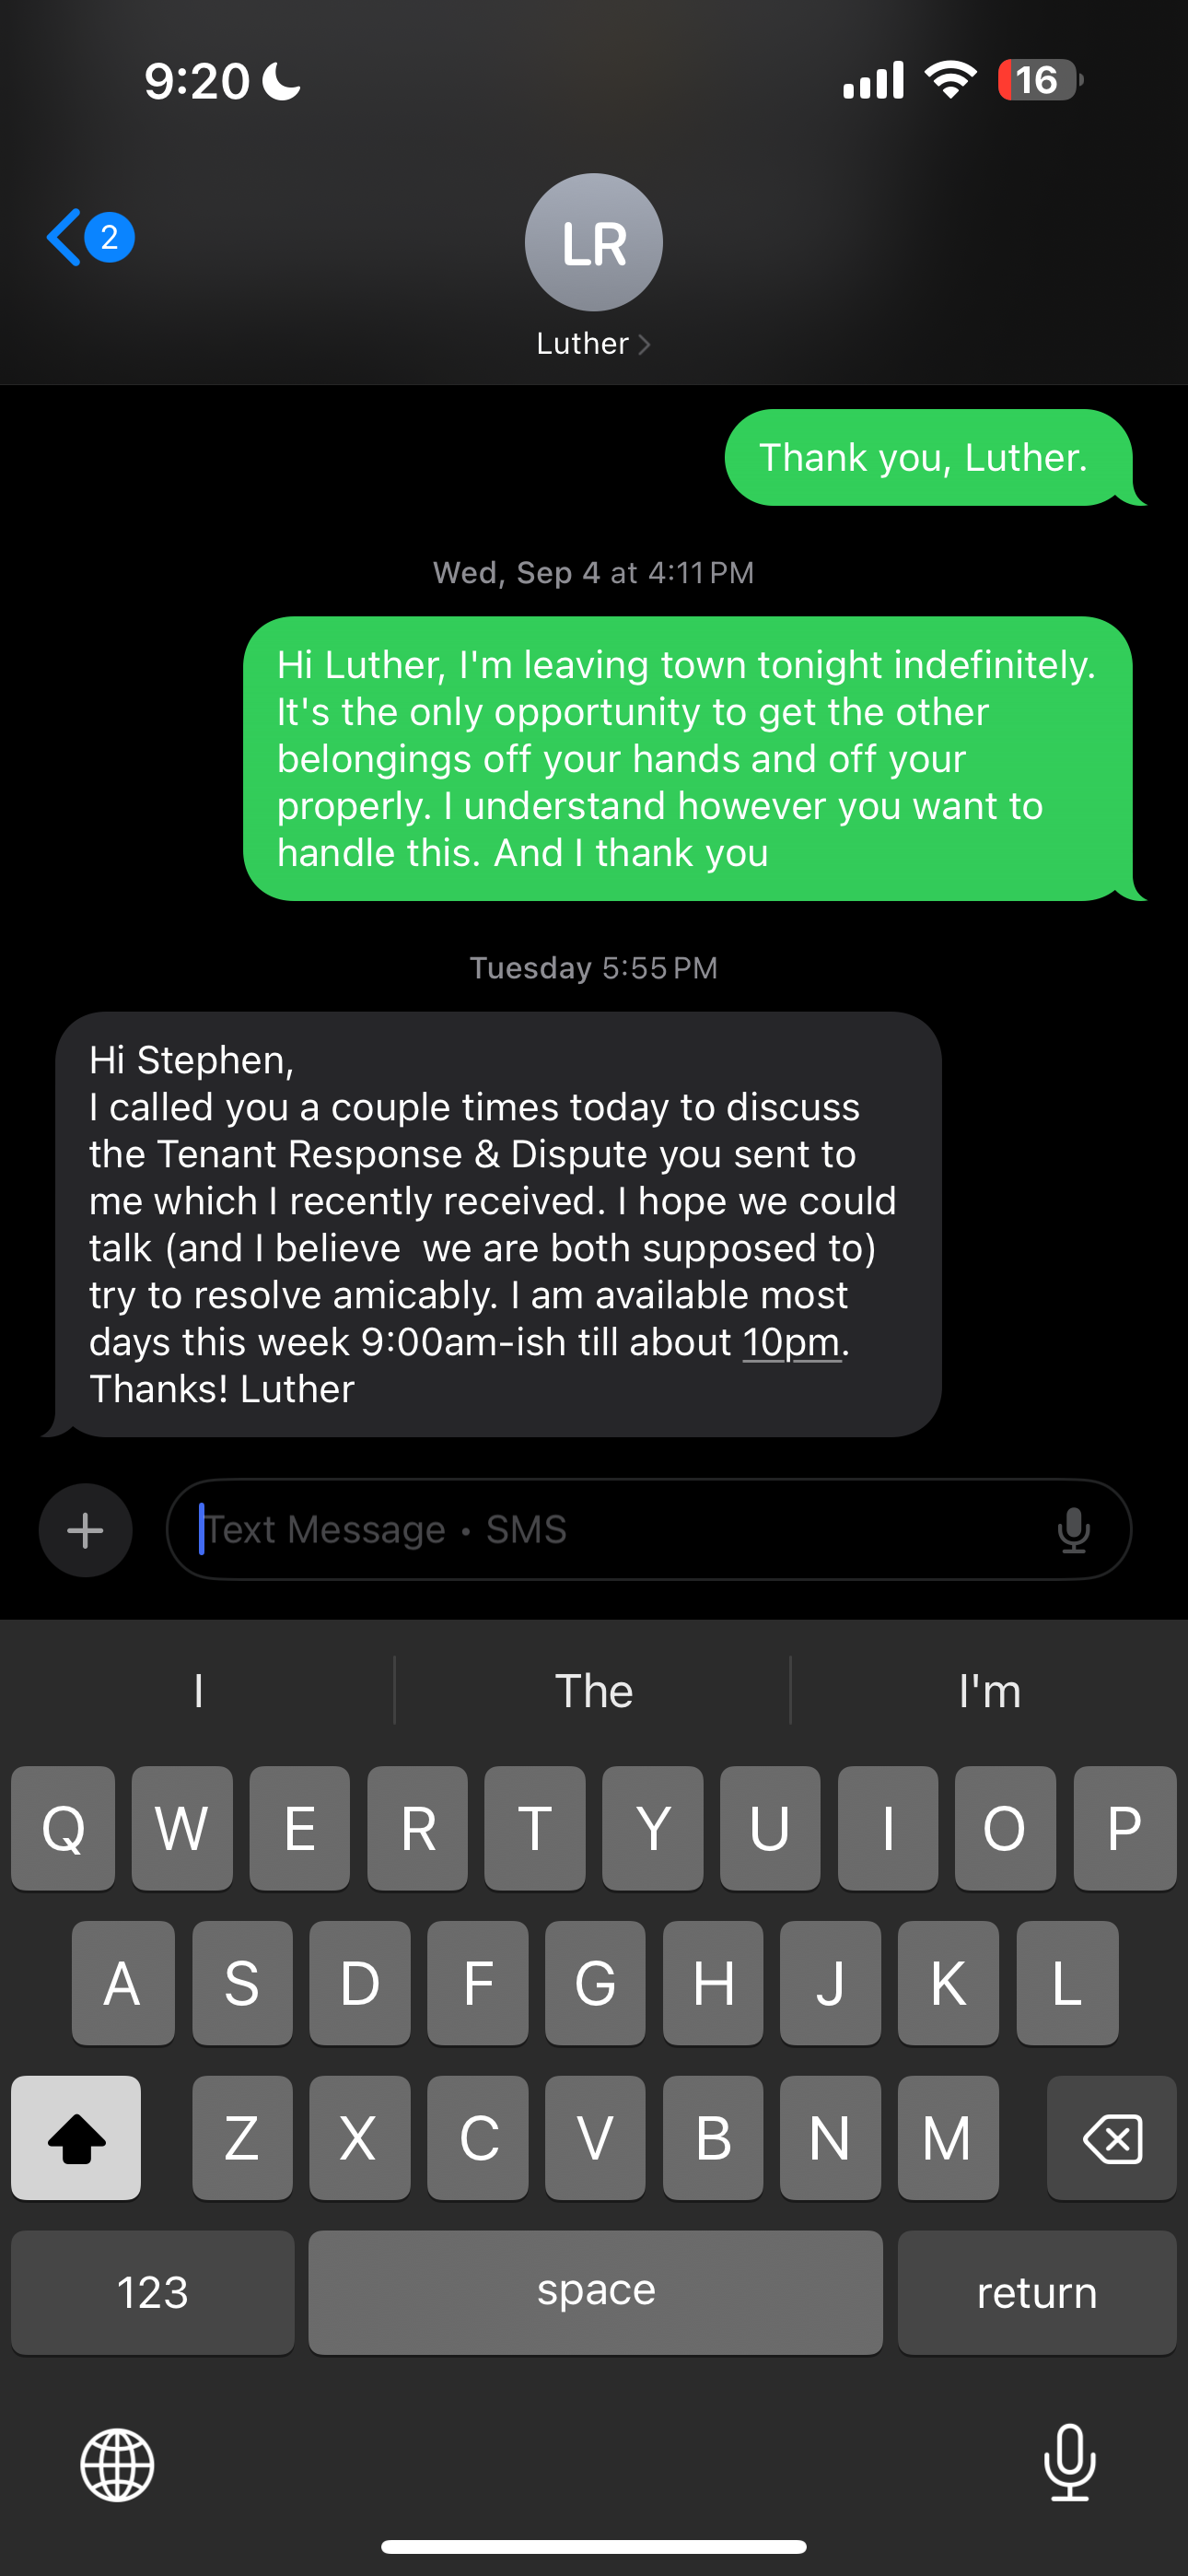 9:20
16
2
LR
Luther
Thank you, Luther.
Wed, Sep 4 at 4:11 PM
Hi Luther, I'm leaving town tonight indefinitely.
It's the only opportunity to get the other
belongings off your hands and off your
properly. I understand however you want to
handle this. And I thank you
Tuesday 5:55 PM
Hi Stephen,
I called you a couple times today to discuss
the Tenant Response & Dispute you sent to
me which I recently received. I hope we could
talk (and I believe  we are both supposed to)
try to resolve amicably. I am available most
days this week 9:00am-ish till about 10pm.
Thanks! Luther
Text Message • SMS
I The I'm
Q W E R T Y U I O P
A S D F G H J K L
Z X C V B N M
123 space return